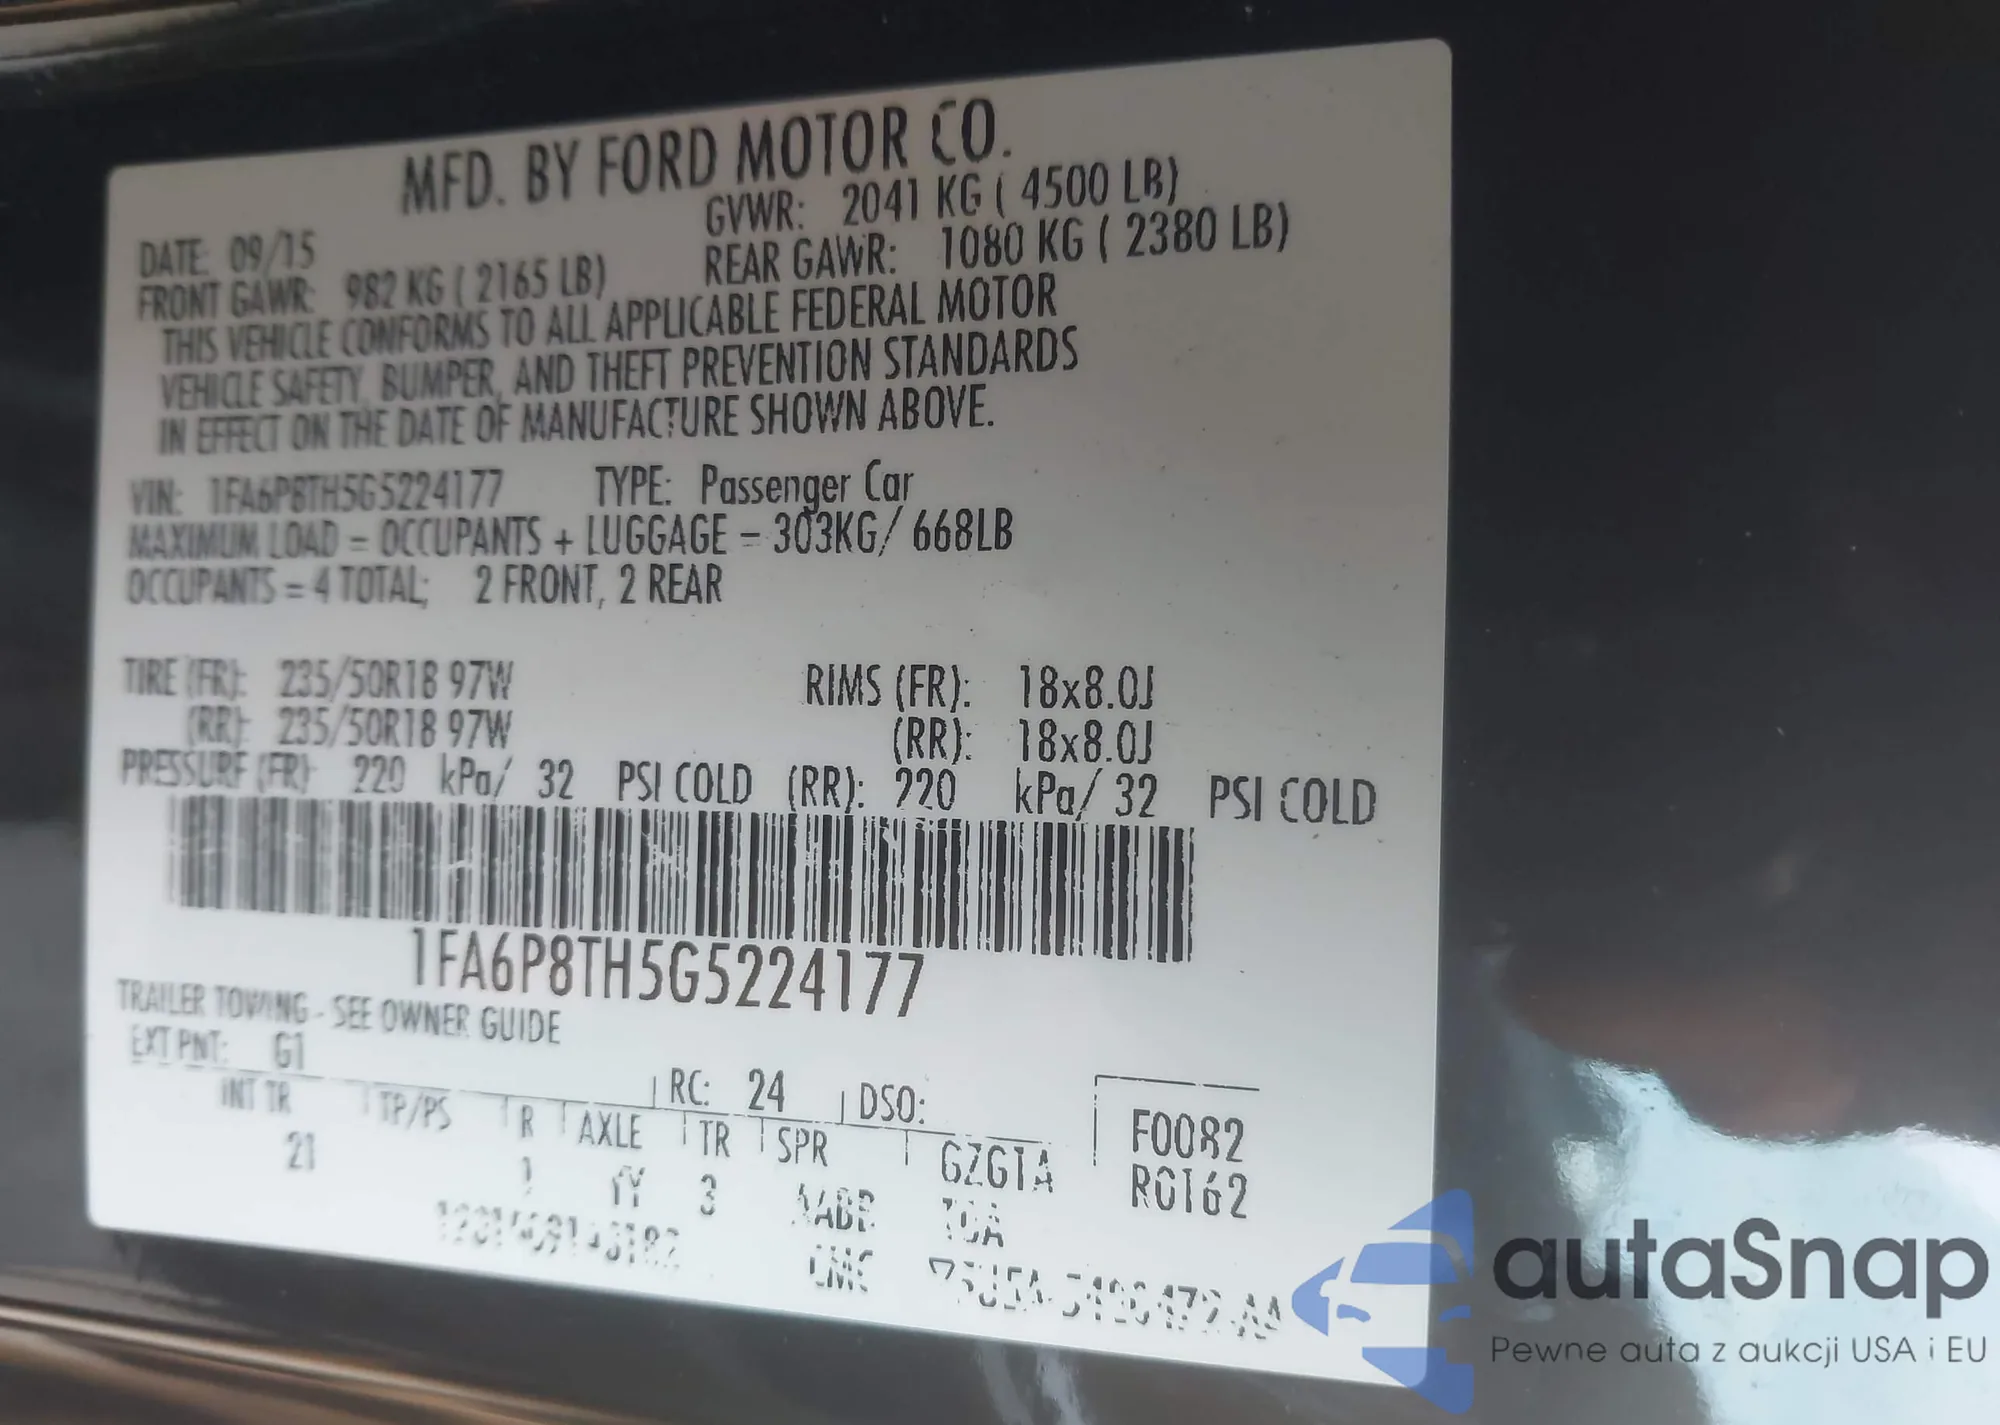 MFD. BY FORD MOTOR CO.
DATE: 09/15 GVWR: 2041 KG ( 4500 LB)
FRONT GAWR: 982 KG ( 2165 LB) REAR GAWR: 1080 KG ( 2380 LB)
THIS VEHICLE CONFORMS TO ALL APPLICABLE FEDERAL MOTOR
VEHICLE SAFETY, BUMPER, AND THEFT PREVENTION STANDARDS
IN EFFECT ON THE DATE OF MANUFACTURE SHOWN ABOVE.
VIN: 1FA6P8TH5G5224177 TYPE: Passenger Car
MAXIMUM LOAD = OCCUPANTS + LUGGAGE = 303KG/ 668LB
OCCUPANTS = 4 TOTAL; 2 FRONT, 2 REAR
TIRE (FR): 235/50R18 97W RIMS (FR): 18x8.0J
(RR): 235/50R18 97W (RR): 18x8.0J
PRESSURE (FR): 220 kPa/ 32 PSI COLD (RR): 220 kPa/ 32 PSI COLD
1FA6P8TH5G5224177
TRAILER TOWING - SEE OWNER GUIDE
EXT PNT: G1 RC: 24 DSO:
INT TR TP/PS R AXLE TR SPR GZGTA F0082
21 1 YY 3 R0162
autaSnap
Pewne auta z aukcji USA i EU